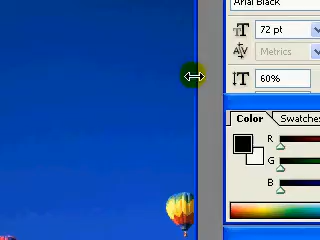 Arial Black
72 pt
Metrics
60%
Color Swatches
R
G
B